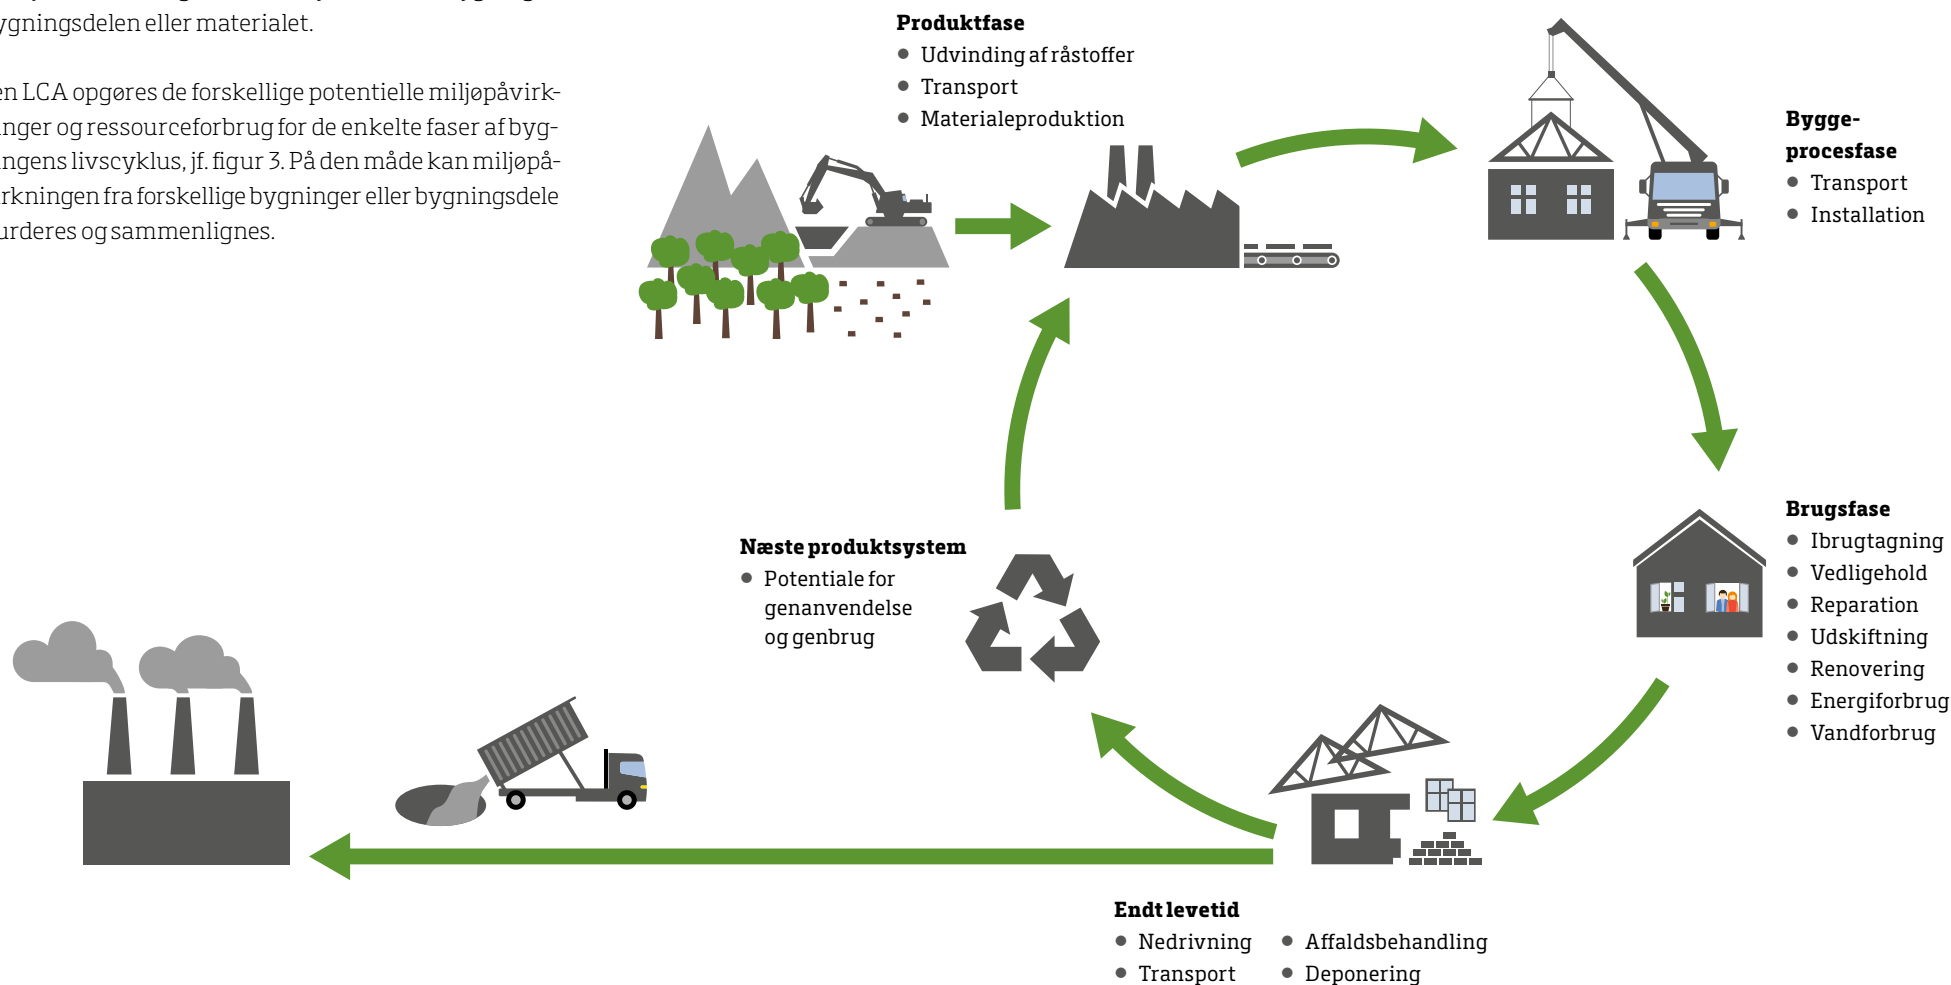 ygningsdelen eller materialet.
en LCA opgøres de forskellige potentielle miljøpåvirk-
nger og ressourceforbrug for de enkelte faser af byg-
ngens livscyklus, jf. figur 3. På den måde kan miljøpå-
rkningen fra forskellige bygninger eller bygningsdele
urderes og sammenlignes.
Produktfase
• Udvinding af råstoffer
• Transport
• Materialeproduktion
Bygge-
procesfase
• Transport
• Installation
Brugsfase
• Ibrugtagning
• Vedligehold
• Reparation
• Udskiftning
• Renovering
• Energiforbrug
• Vandforbrug
Næste produktsystem
• Potentiale for
genanvendelse
og genbrug
Endt levetid
• Nedrivning
• Transport
• Affaldsbehandling
• Deponering